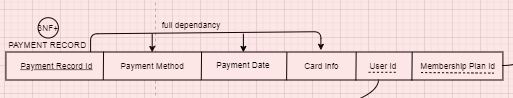 3NF+
full dependancy
PAYMENT RECORD
Payment Record Id Payment Method Payment Date Card Info User Id Membership Plan Id